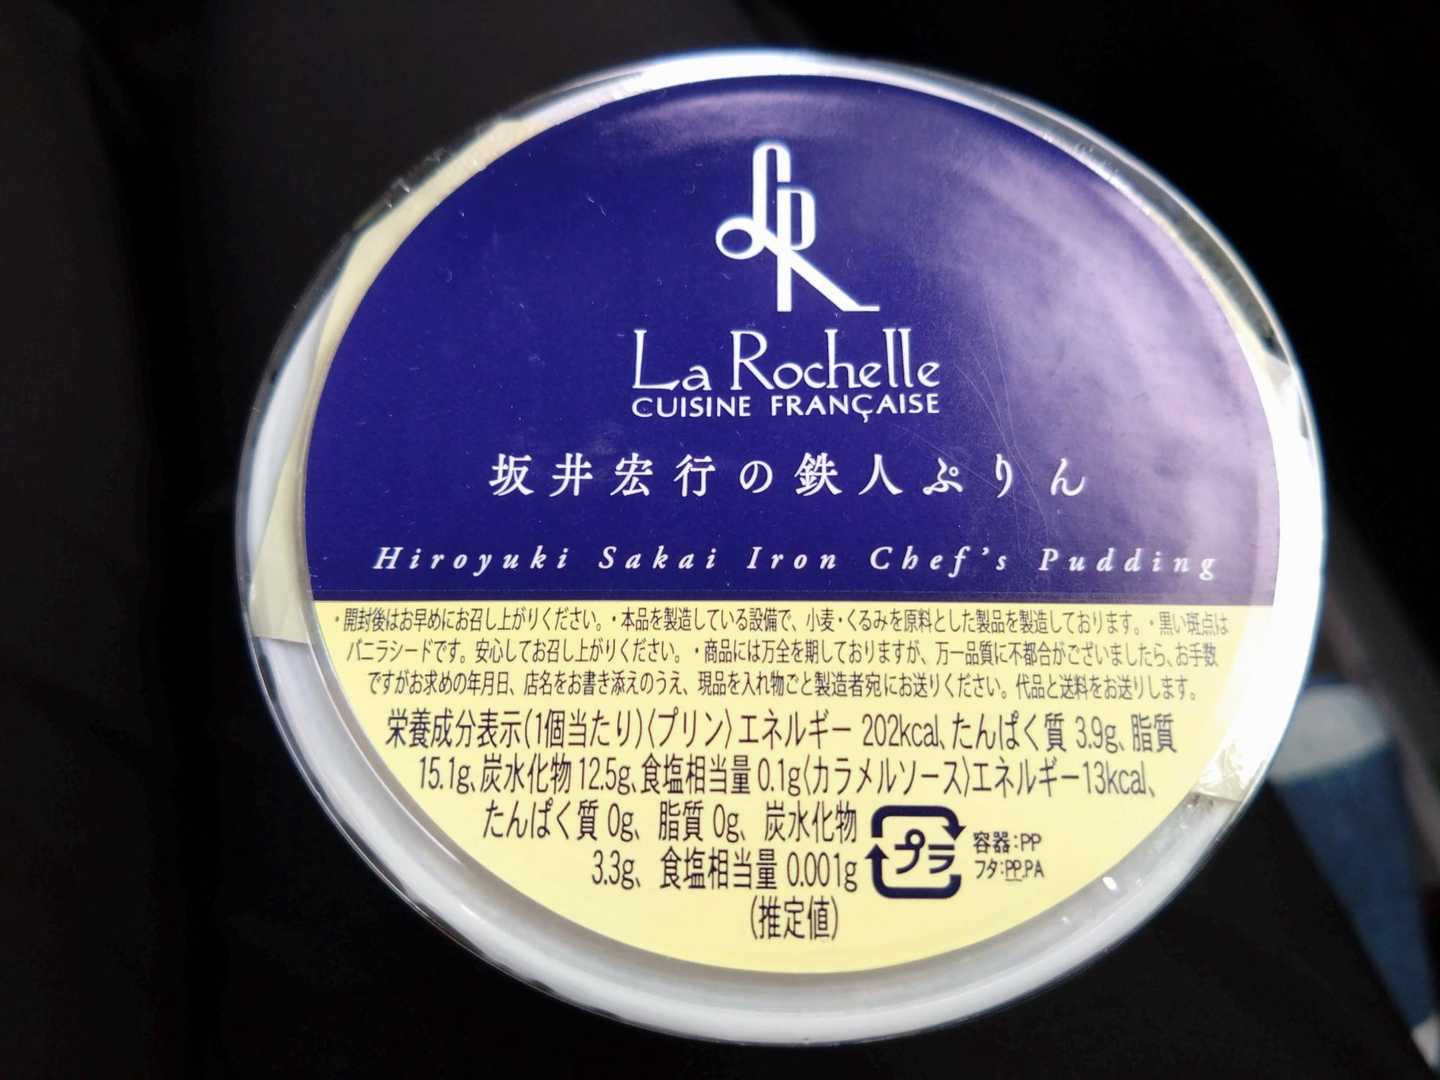 La Rochelle
CUISINE FRANÇAISE
坂井宏行の鉄人ぷりん
Hiroyuki Sakai Iron Chef's Pudding
・開封後はお早めにお召し上がりください。・本品を製造している設備で、小麦・くるみを原料とした製品を製造しております。・黒い斑点は
バニラシードです。安心してお召し上がりください。・商品には万全を期しておりますが、万一品質に不都合がございましたら、お手数
ですがお求めの年月日、店名をお書き添えのうえ、現品を入れ物ごと製造者宛にお送りください。代品と送料をお送りします。
栄養成分表示(1個当たり)〈プリン〉エネルギー 202kcal、たんぱく質 3.9g、脂質
15.1g、炭水化物 12.5g、食塩相当量 0.1g〈カラメルソース〉エネルギー13kcal、
たんぱく質 0g、脂質 0g、炭水化物
3.3g、食塩相当量 0.001g
(推定値)
プラ
容器:PP
フタ:PP,PA